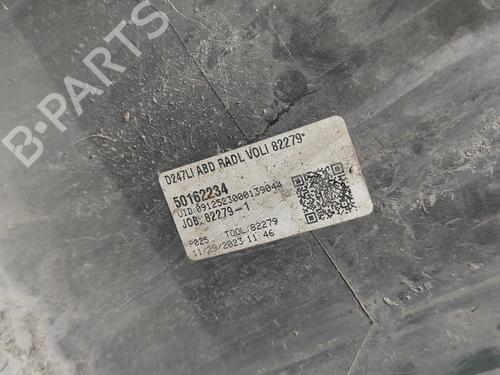 B-PARTS
D247LI ABD RADL VOLI 82279*
50162234
UID:0912523000139044
JOB:82279-1
P025 TOOL:82279
11/29/2023 11:46